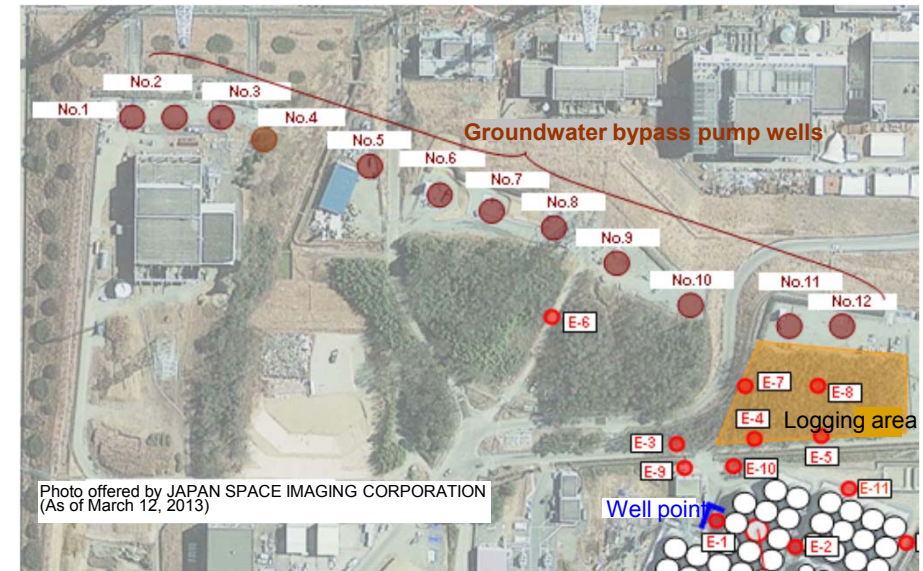 No.2
No.1
No.3
No.4
No.5
Groundwater bypass pump wells
No.6
No.7
No.8
No.9
No.10
No.11
No.12
E-6
E-7
E-8
E-4
Logging area
E-3
E-5
E-9
E-10
E-11
Photo offered by JAPAN SPACE IMAGING CORPORATION
(As of March 12, 2013)
Well point
E-1
E-2